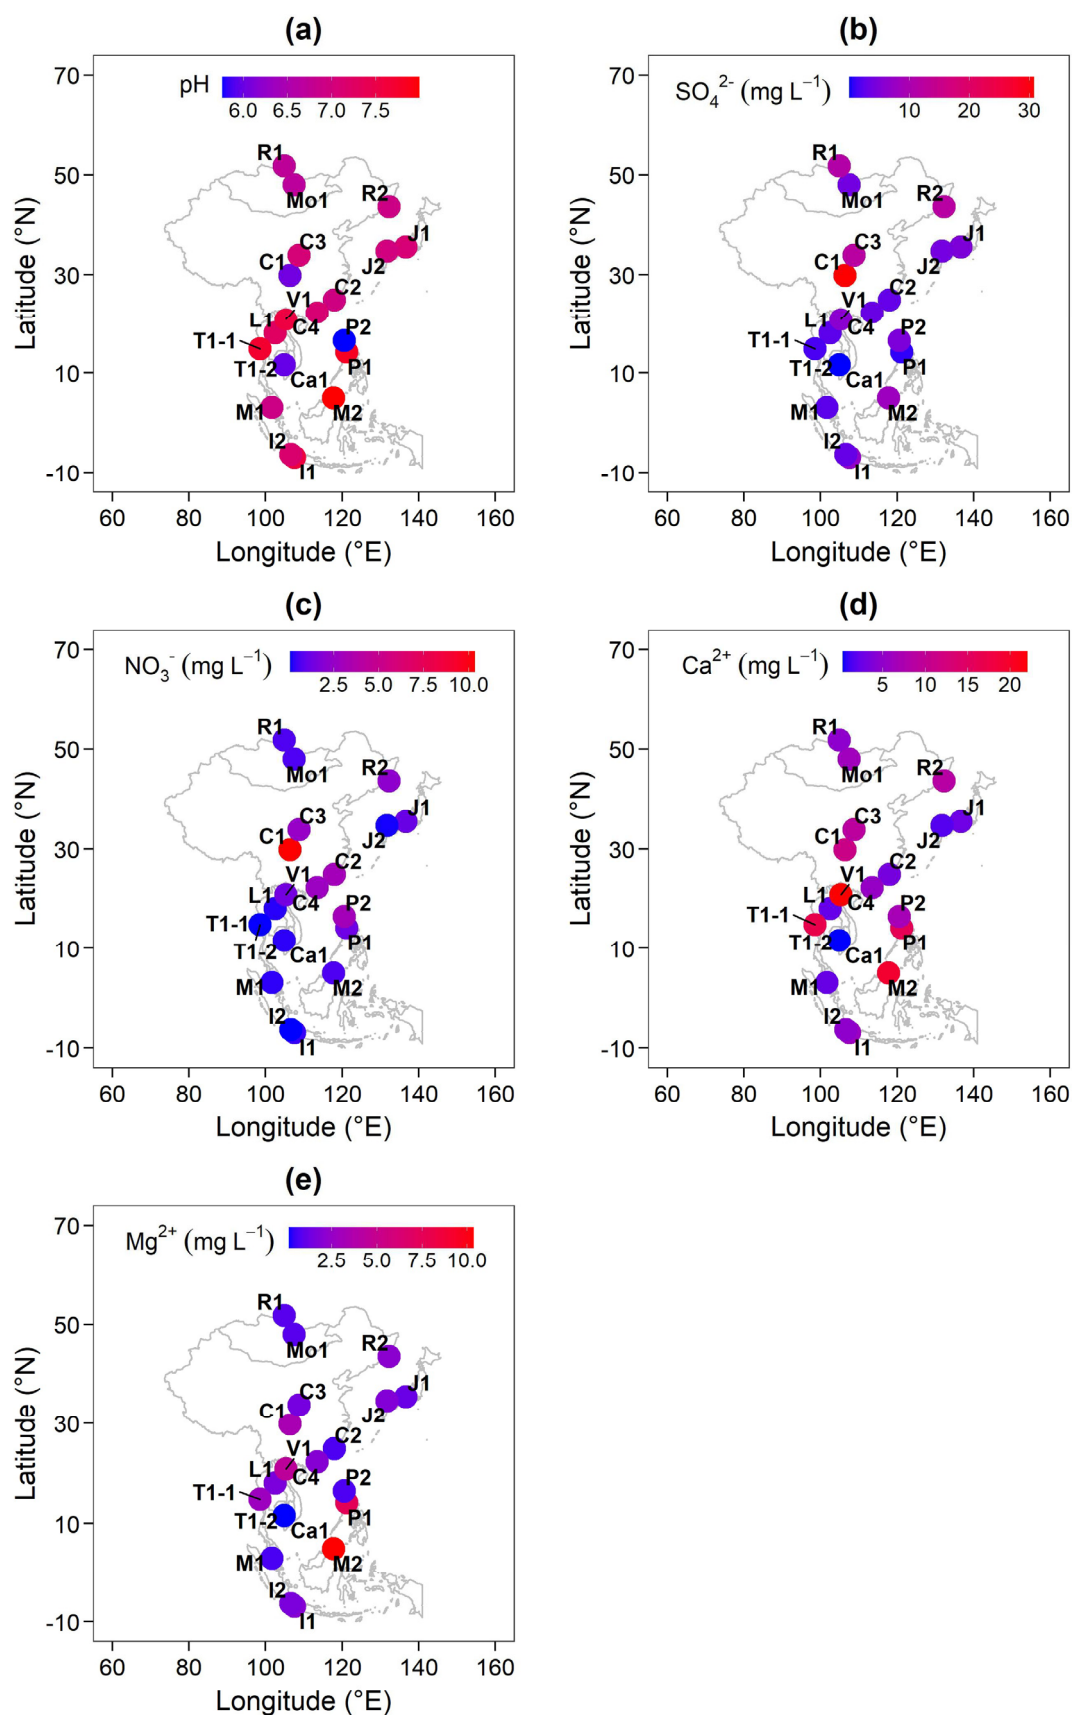 (a)
pH
6.0 6.5 7.0 7.5
70
50
30
10
-10
Latitude (°N)
R1
Mo1
R2
C3
J1
C1
J2
V1
C2
L1
C4
P2
T1-1
T1-2
Ca1
P1
M1
M2
I2
I1
60 80 100 120 140 160
Longitude (°E)
(b)
SO₄²⁻ (mg L⁻¹)
10 20 30
70
50
30
10
-10
Latitude (°N)
R1
Mo1
R2
C3
J1
C1
J2
V1
C2
L1
C4
P2
T1-1
T1-2
Ca1
P1
M1
M2
I2
I1
60 80 100 120 140 160
Longitude (°E)
(c)
NO₃⁻ (mg L⁻¹)
2.5 5.0 7.5 10.0
70
50
30
10
-10
Latitude (°N)
R1
Mo1
R2
C3
J1
C1
J2
V1
C2
L1
C4
P2
T1-1
T1-2
Ca1
P1
M1
M2
I2
I1
60 80 100 120 140 160
Longitude (°E)
(d)
Ca²⁺ (mg L⁻¹)
5 10 15 20
70
50
30
10
-10
Latitude (°N)
R1
Mo1
R2
C3
J1
C1
J2
V1
C2
L1
C4
P2
T1-1
T1-2
Ca1
P1
M1
M2
I2
I1
60 80 100 120 140 160
Longitude (°E)
(e)
Mg²⁺ (mg L⁻¹)
2.5 5.0 7.5 10.0
70
50
30
10
-10
Latitude (°N)
R1
Mo1
R2
C3
J1
C1
J2
V1
C2
L1
C4
P2
T1-1
T1-2
Ca1
P1
M1
M2
I2
I1
60 80 100 120 140 160
Longitude (°E)